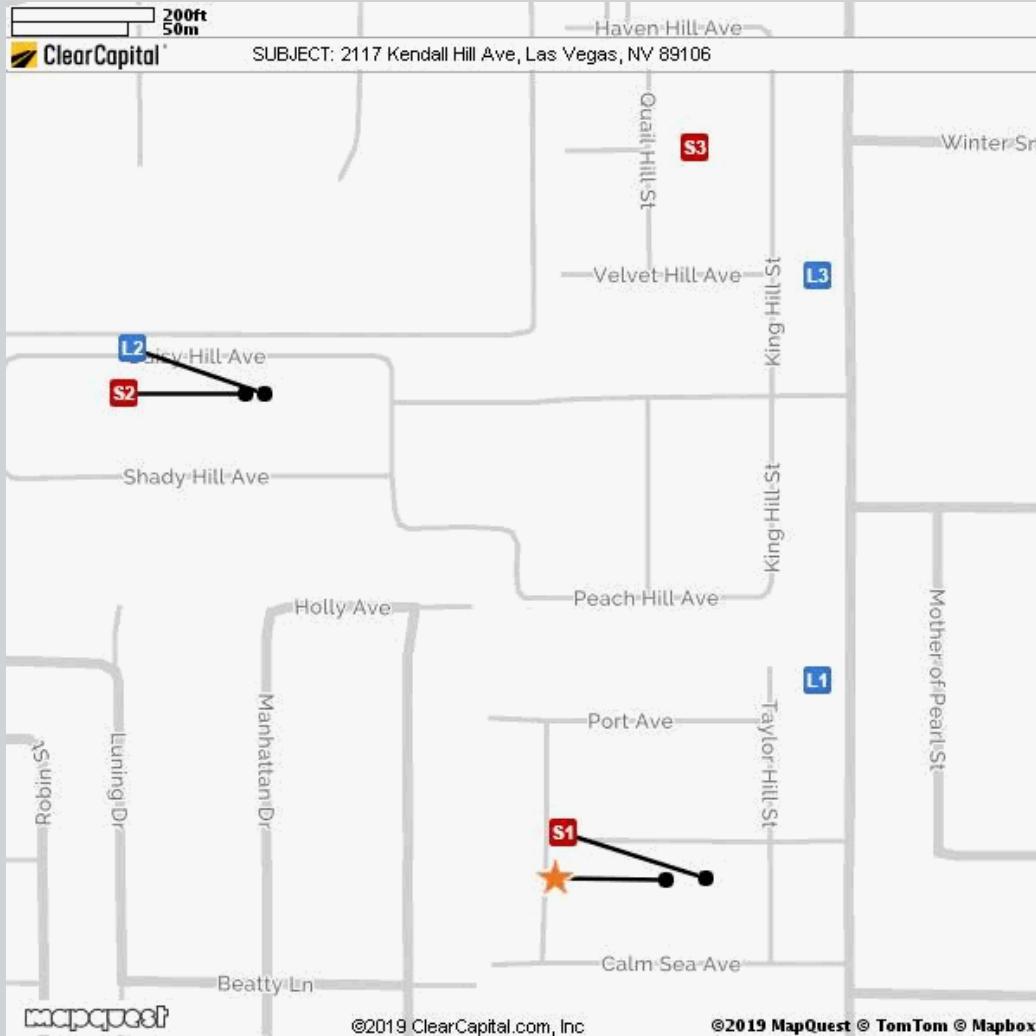 200ft
50m
Haven Hill Ave
ClearCapital
SUBJECT: 2117 Kendall Hill Ave, Las Vegas, NV 89106
Quail Hill St
S3
Winter
Velvet Hill Ave
L3
King Hill St
L2
Hill Ave
S2
Shady Hill Ave
King Hill St
Holly Ave
Peach Hill Ave
Mother of Pearl St
L1
Manhattan Dr
Port Ave
Taylor Hill St
Luning Dr
Robin St
S1
Calm Sea Ave
Beatty Ln
mapquest
©2019 ClearCapital.com, Inc
©2019 MapQuest © TomTom © Mapbox